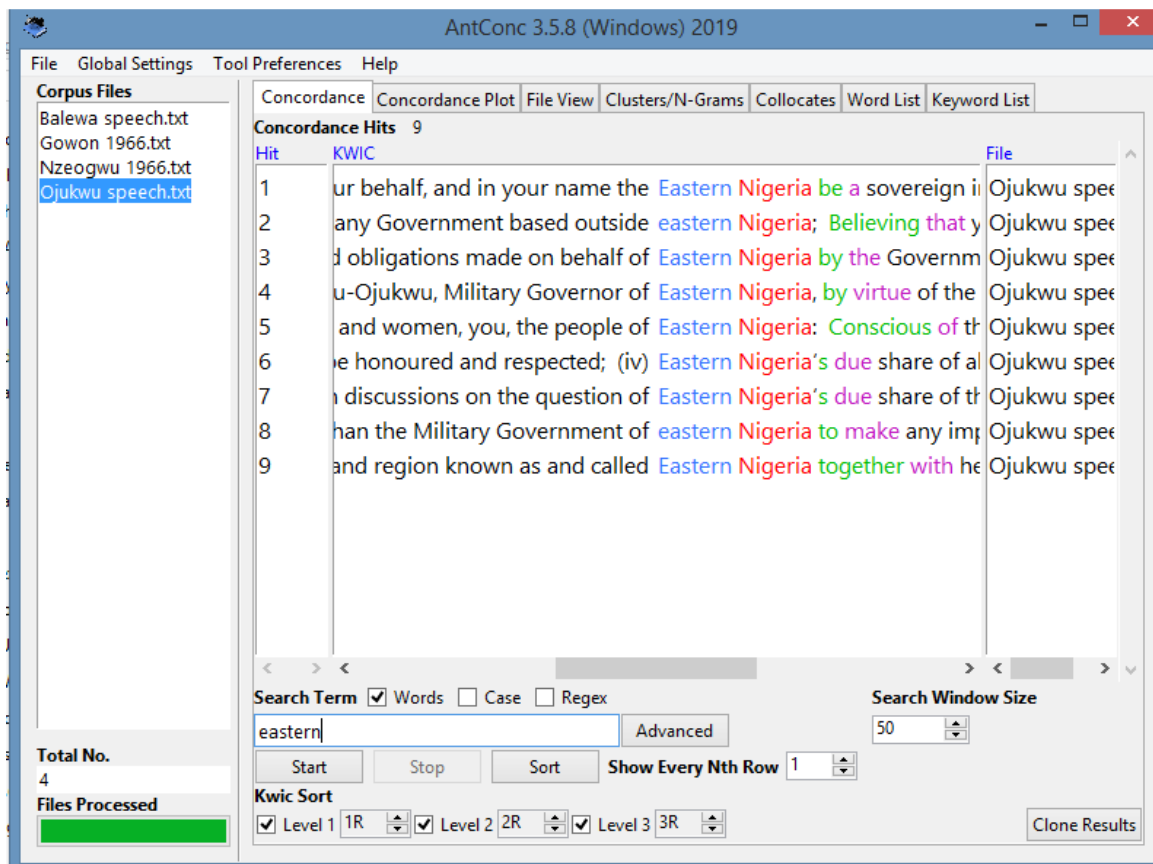 AntConc 3.5.8 (Windows) 2019
File Global Settings Tool Preferences Help
Corpus Files
Balewa speech.txt
Gowon 1966.txt
Nzeogwu 1966.txt
Ojukwu speech.txt
Total No.
4
Files Processed
Concordance Concordance Plot File View Clusters/N-Grams Collocates Word List Keyword List
Concordance Hits 9
Hit KWIC File
1 ur behalf, and in your name the Eastern Nigeria be a sovereign i Ojukwu spee
2 any Government based outside eastern Nigeria; Believing that y Ojukwu spee
3 d obligations made on behalf of Eastern Nigeria by the Governm Ojukwu spee
4 u-Ojukwu, Military Governor of Eastern Nigeria, by virtue of the Ojukwu spee
5 and women, you, the people of Eastern Nigeria: Conscious of th Ojukwu spee
6 be honoured and respected; (iv) Eastern Nigeria's due share of al Ojukwu spee
7 n discussions on the question of Eastern Nigeria's due share of th Ojukwu spee
8 han the Military Government of eastern Nigeria to make any imp Ojukwu spee
9 and region known as and called Eastern Nigeria together with he Ojukwu spee
Search Term Words Case Regex Search Window Size
eastern Advanced 50
Start Stop Sort Show Every Nth Row 1
Kwic Sort
Level 1 1R Level 2 2R Level 3 3R Clone Results